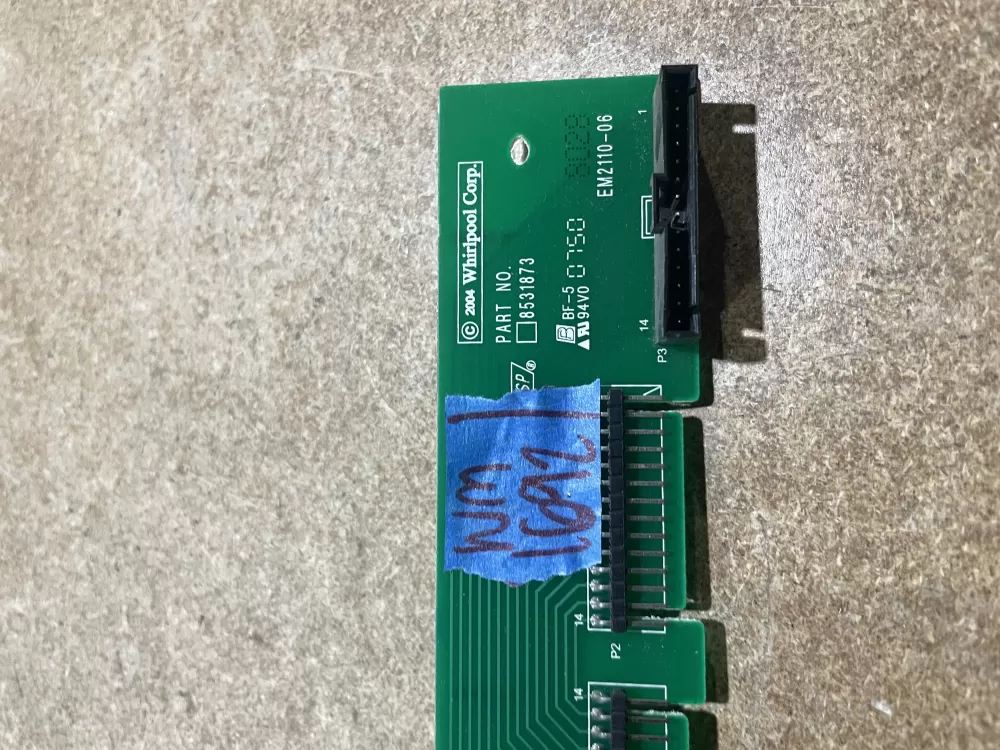 © 2004 Whirlpool Corp.
PART NO.
8531873
SP®
BF-5
94V0 0750
8028
EM2110-06
1
14
P3
WM
1692
14
P2
14